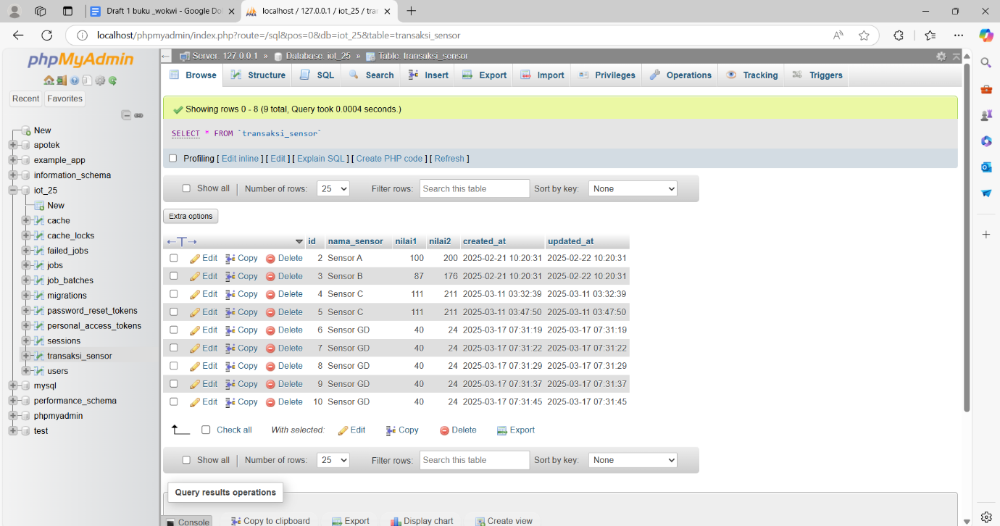 Draft 1 buku _wokwi - Google Do
localhost / 127.0.0.1 / iot_25 / tran
localhost/phpmyadmin/index.php?route=/sql&pos=0&db=iot_25&table=transaksi_sensor
phpMyAdmin
Recent Favorites
New
apotek
example_app
information_schema
iot_25
New
cache
cache_locks
failed_jobs
jobs
job_batches
migrations
password_reset_tokens
personal_access_tokens
sessions
transaksi_sensor
users
mysql
performance_schema
phpmyadmin
test
Server: 127.0.0.1 » Database: iot_25 » Table: transaksi_sensor
Browse Structure SQL Search Insert Export Import Privileges Operations Tracking Triggers
Showing rows 0 - 8 (9 total, Query took 0.0004 seconds.)
SELECT * FROM `transaksi_sensor`
Profiling [ Edit inline ] [ Edit ] [ Explain SQL ] [ Create PHP code ] [ Refresh ]
Show all | Number of rows: 25 Filter rows: Search this table Sort by key: None
Extra options
←T→ id nama_sensor nilai1 nilai2 created_at updated_at
Edit Copy Delete 2 Sensor A 100 200 2025-02-21 10:20:31 2025-02-22 10:20:31
Edit Copy Delete 3 Sensor B 87 176 2025-02-21 10:20:31 2025-02-22 10:20:31
Edit Copy Delete 4 Sensor C 111 211 2025-03-11 03:32:39 2025-03-11 03:32:39
Edit Copy Delete 5 Sensor C 111 211 2025-03-11 03:47:50 2025-03-11 03:47:50
Edit Copy Delete 6 Sensor GD 40 24 2025-03-17 07:31:19 2025-03-17 07:31:19
Edit Copy Delete 7 Sensor GD 40 24 2025-03-17 07:31:22 2025-03-17 07:31:22
Edit Copy Delete 8 Sensor GD 40 24 2025-03-17 07:31:29 2025-03-17 07:31:29
Edit Copy Delete 9 Sensor GD 40 24 2025-03-17 07:31:37 2025-03-17 07:31:37
Edit Copy Delete 10 Sensor GD 40 24 2025-03-17 07:31:45 2025-03-17 07:31:45
Check all With selected: Edit Copy Delete Export
Show all | Number of rows: 25 Filter rows: Search this table Sort by key: None
Query results operations
Console Copy to clipboard Export Display chart Create view